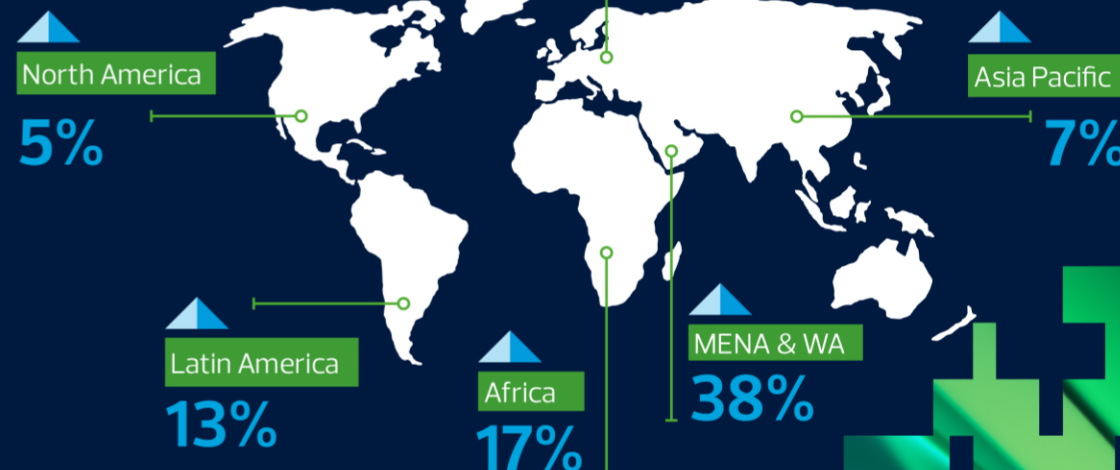 North America
5%
Asia Pacific
7%
Latin America
13%
Africa
17%
MENA & WA
38%